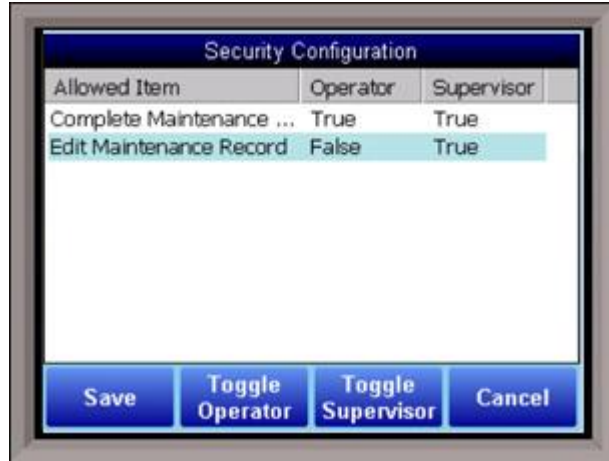 Security Configuration
Allowed Item Operator Supervisor
Complete Maintenance ... True True
Edit Maintenance Record False True
Save Toggle Operator Toggle Supervisor Cancel